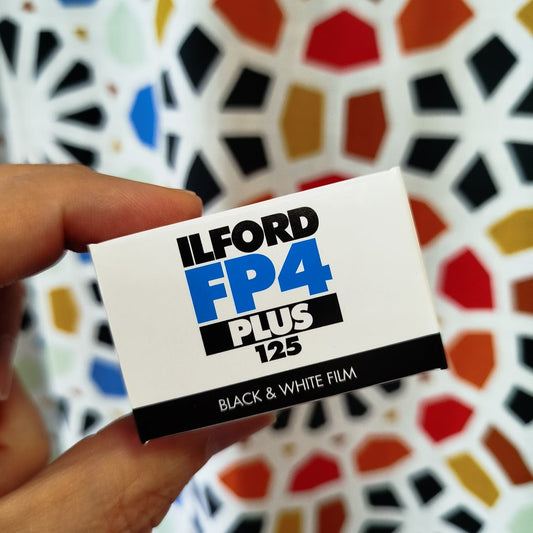 ILFORD
FP4
PLUS
125
BLACK & WHITE FILM